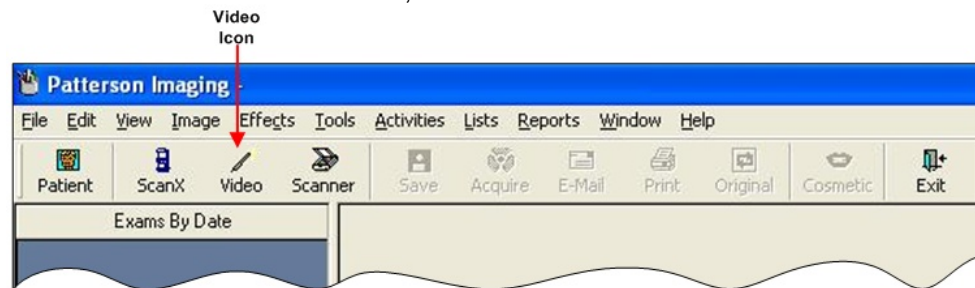 Video
Icon
Patterson Imaging -
File Edit View Image Effects Tools Activities Lists Reports Window Help
Patient ScanX Video Scanner Save Acquire E-Mail Print Original Cosmetic Exit
Exams By Date